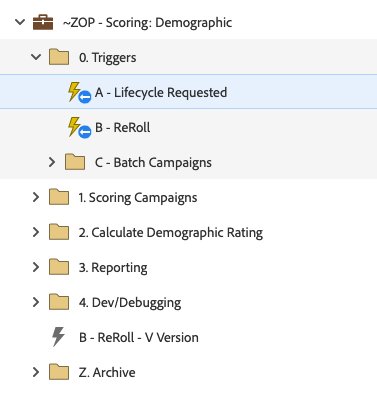 ~ZOP - Scoring: Demographic
0. Triggers
A - Lifecycle Requested
B - ReRoll
C - Batch Campaigns
1. Scoring Campaigns
2. Calculate Demographic Rating
3. Reporting
4. Dev/Debugging
B - ReRoll - V Version
Z. Archive